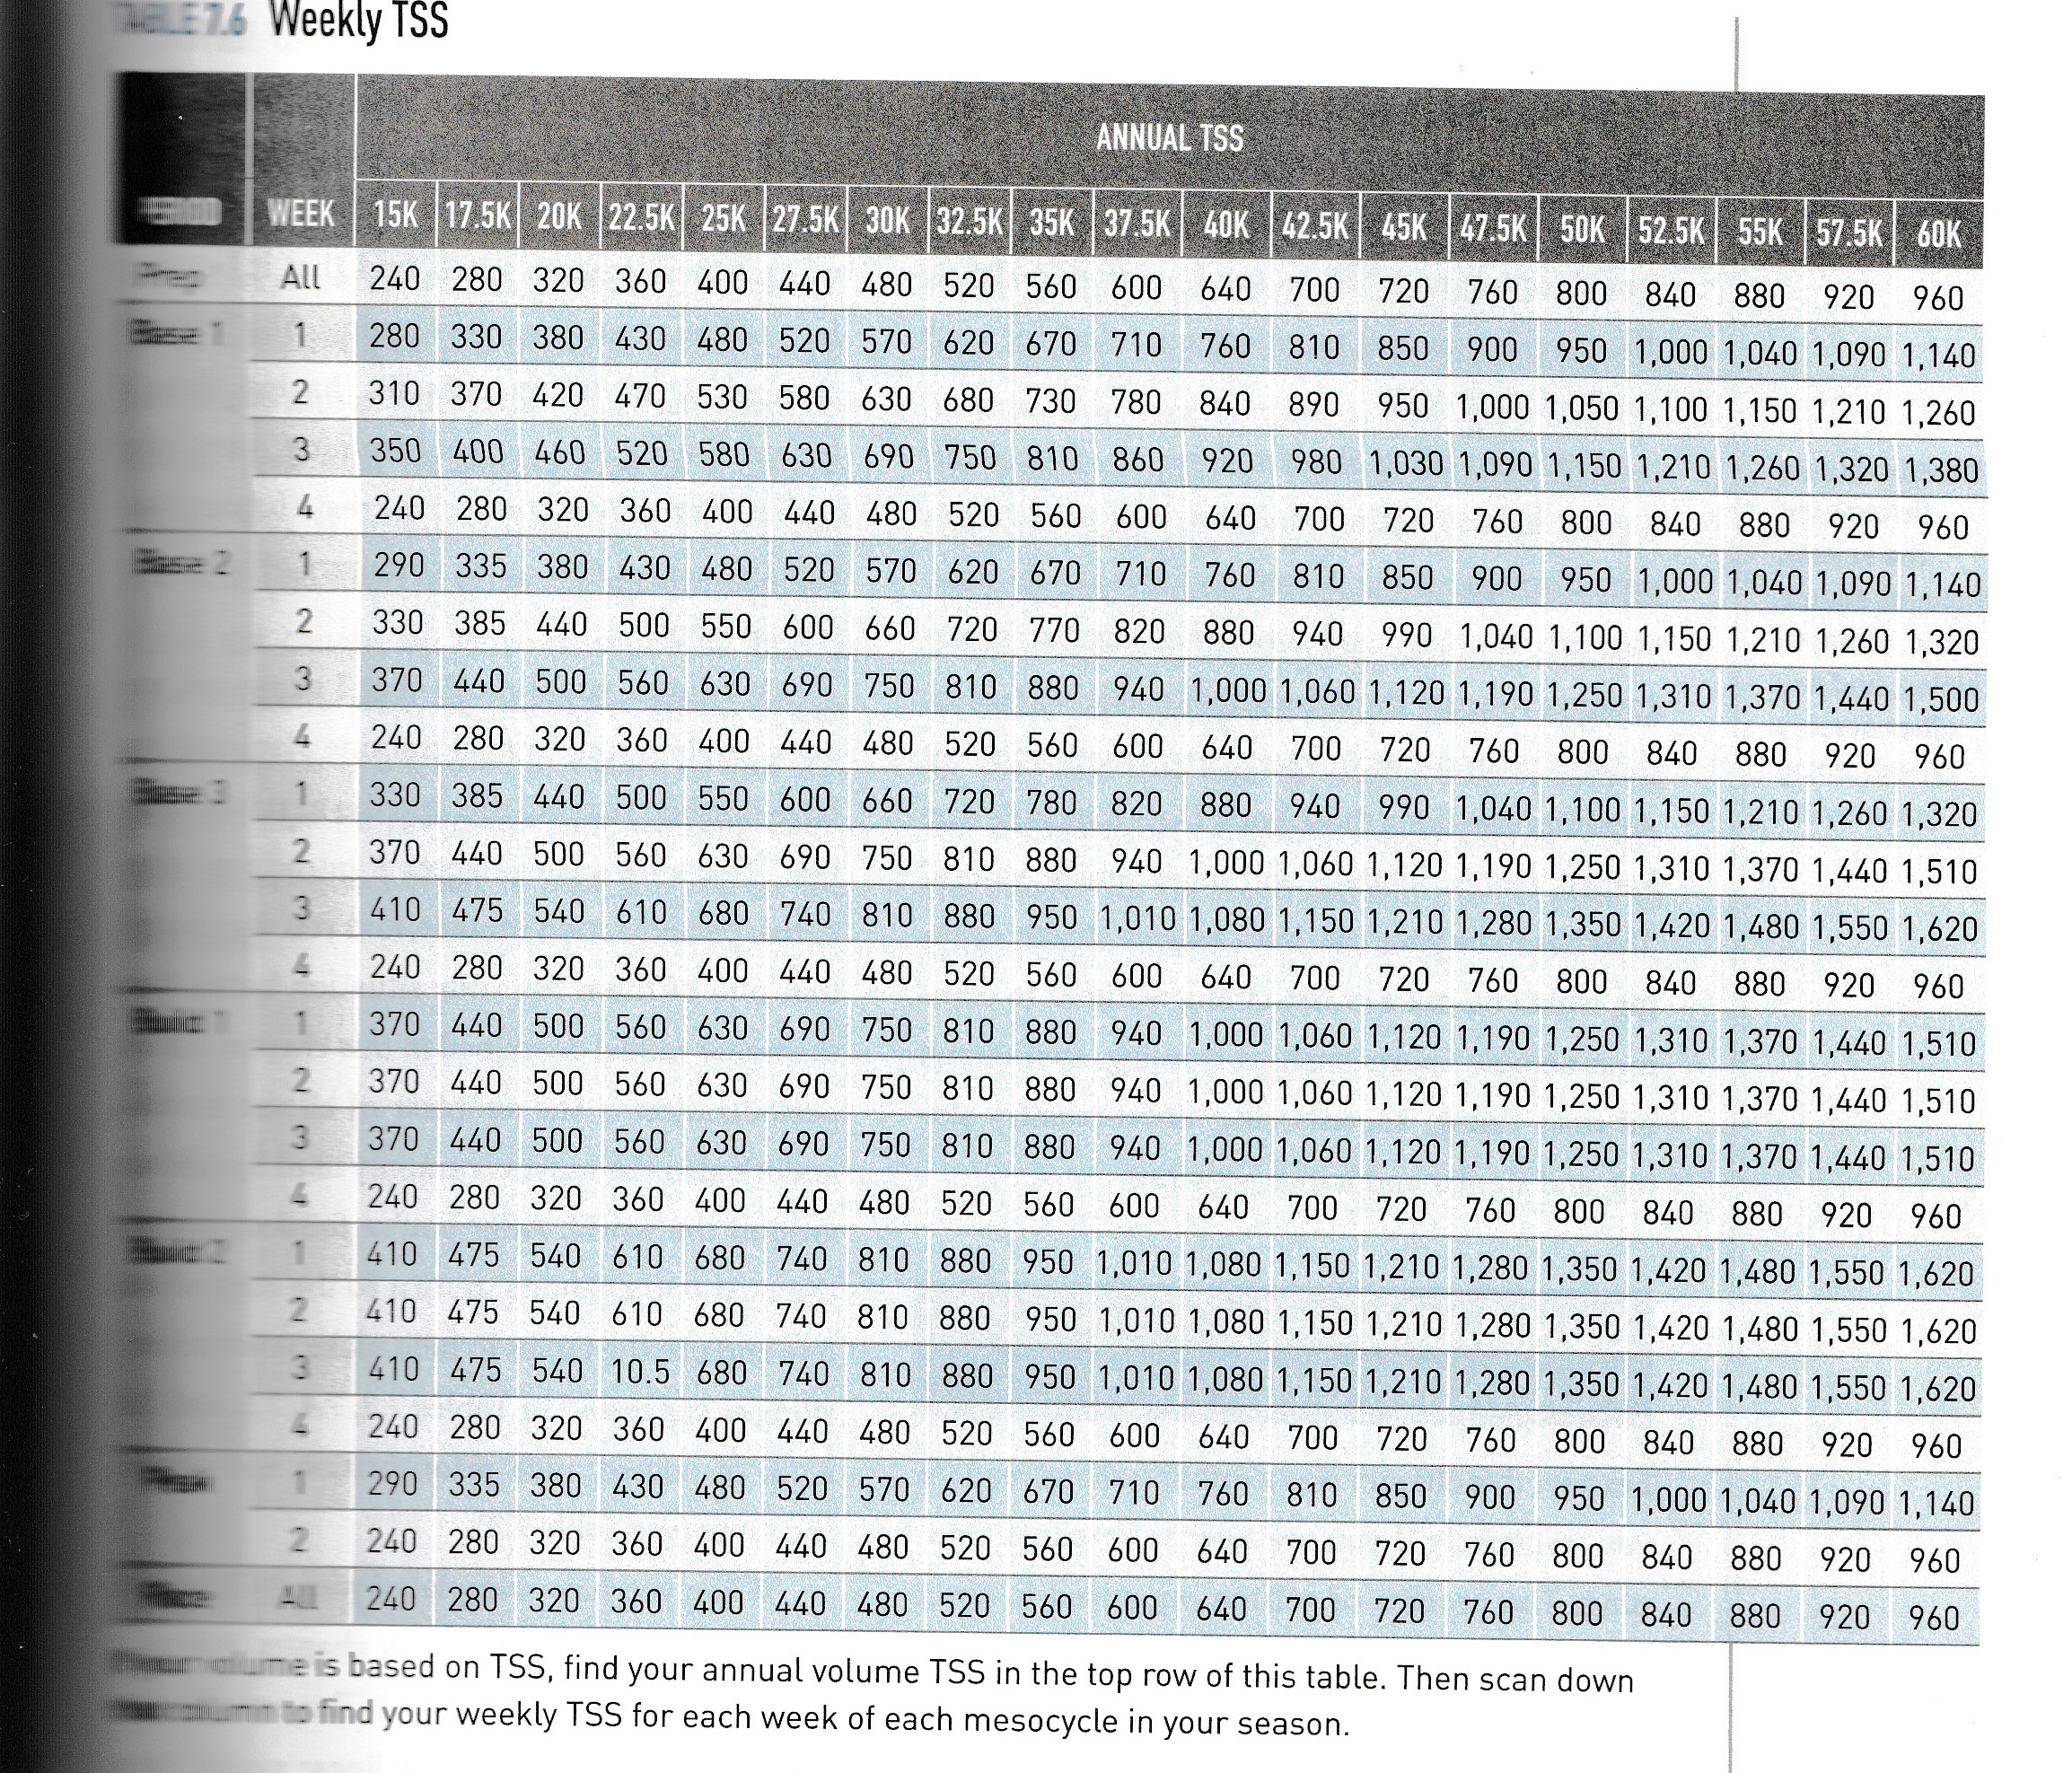 TABLE 7.6 Weekly TSS
ANNUAL TSS
WEEK 15K 17.5K 20K 22.5K 25K 27.5K 30K 32.5K 35K 37.5K 40K 42.5K 45K 47.5K 50K 52.5K 55K 57.5K 60K
Prep All 240 280 320 360 400 440 480 520 560 600 640 700 720 760 800 840 880 920 960
Base 1 1 280 330 380 430 480 520 570 620 670 710 760 810 850 900 950 1,000 1,040 1,090 1,140
2 310 370 420 470 530 580 630 680 730 780 840 890 950 1,000 1,050 1,100 1,150 1,210 1,260
3 350 400 460 520 580 630 690 750 810 860 920 980 1,030 1,090 1,150 1,210 1,260 1,320 1,380
4 240 280 320 360 400 440 480 520 560 600 640 700 720 760 800 840 880 920 960
Base 2 1 290 335 380 430 480 520 570 620 670 710 760 810 850 900 950 1,000 1,040 1,090 1,140
2 330 385 440 500 550 600 660 720 770 820 880 940 990 1,040 1,100 1,150 1,210 1,260 1,320
3 370 440 500 560 630 690 750 810 880 940 1,000 1,060 1,120 1,190 1,250 1,310 1,370 1,440 1,500
4 240 280 320 360 400 440 480 520 560 600 640 700 720 760 800 840 880 920 960
Base 3 1 330 385 440 500 550 600 660 720 780 820 880 940 990 1,040 1,100 1,150 1,210 1,260 1,320
2 370 440 500 560 630 690 750 810 880 940 1,000 1,060 1,120 1,190 1,250 1,310 1,370 1,440 1,510
3 410 475 540 610 680 740 810 880 950 1,010 1,080 1,150 1,210 1,280 1,350 1,420 1,480 1,550 1,620
4 240 280 320 360 400 440 480 520 560 600 640 700 720 760 800 840 880 920 960
1 370 440 500 560 630 690 750 810 880 940 1,000 1,060 1,120 1,190 1,250 1,310 1,370 1,440 1,510
2 370 440 500 560 630 690 750 810 880 940 1,000 1,060 1,120 1,190 1,250 1,310 1,370 1,440 1,510
3 370 440 500 560 630 690 750 810 880 940 1,000 1,060 1,120 1,190 1,250 1,310 1,370 1,440 1,510
4 240 280 320 360 400 440 480 520 560 600 640 700 720 760 800 840 880 920 960
1 410 475 540 610 680 740 810 880 950 1,010 1,080 1,150 1,210 1,280 1,350 1,420 1,480 1,550 1,620
2 410 475 540 610 680 740 810 880 950 1,010 1,080 1,150 1,210 1,280 1,350 1,420 1,480 1,550 1,620
3 410 475 540 10.5 680 740 810 880 950 1,010 1,080 1,150 1,210 1,280 1,350 1,420 1,480 1,550 1,620
4 240 280 320 360 400 440 480 520 560 600 640 700 720 760 800 840 880 920 960
1 290 335 380 430 480 520 570 620 670 710 760 810 850 900 950 1,000 1,040 1,090 1,140
2 240 280 320 360 400 440 480 520 560 600 640 700 720 760 800 840 880 920 960
All 240 280 320 360 400 440 480 520 560 600 640 700 720 760 800 840 880 920 960
is based on TSS, find your annual volume TSS in the top row of this table. Then scan down
to find your weekly TSS for each week of each mesocycle in your season.